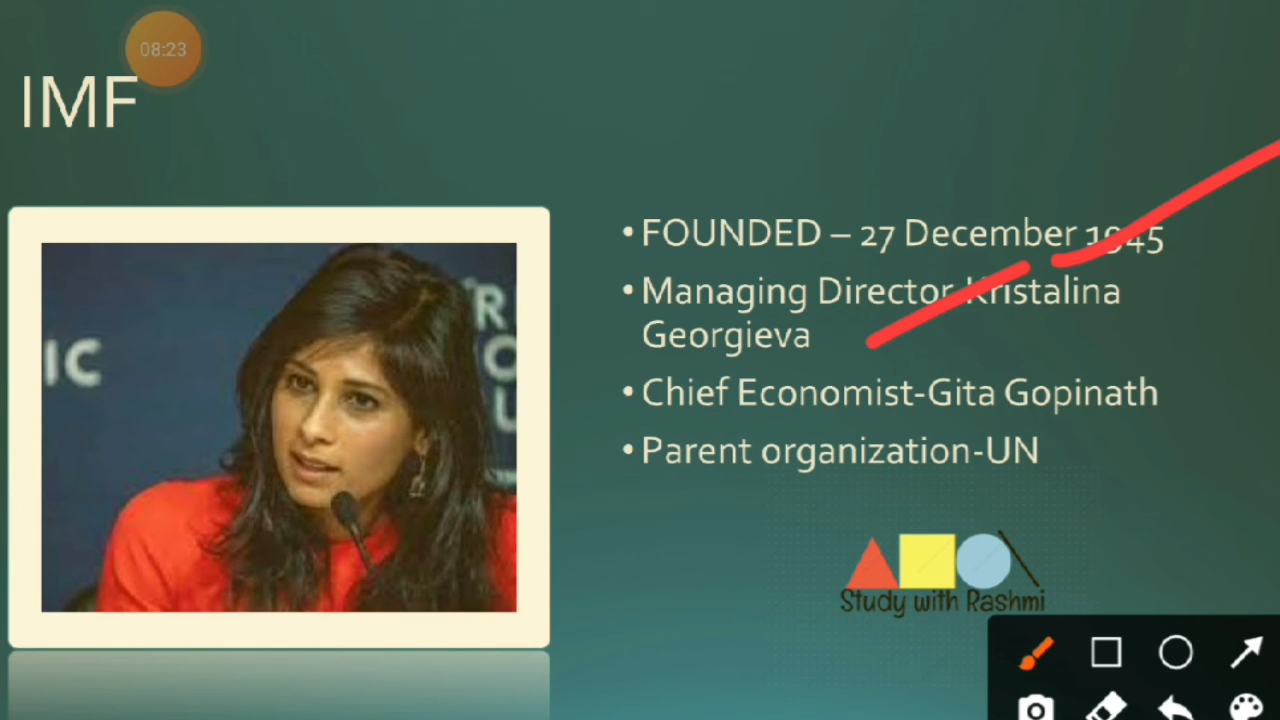 08:23
IMF
• FOUNDED – 27 December 1945
• Managing Director Kristalina
Georgieva
• Chief Economist-Gita Gopinath
• Parent organization-UN
IC
R
O
U
Study with Rashmi